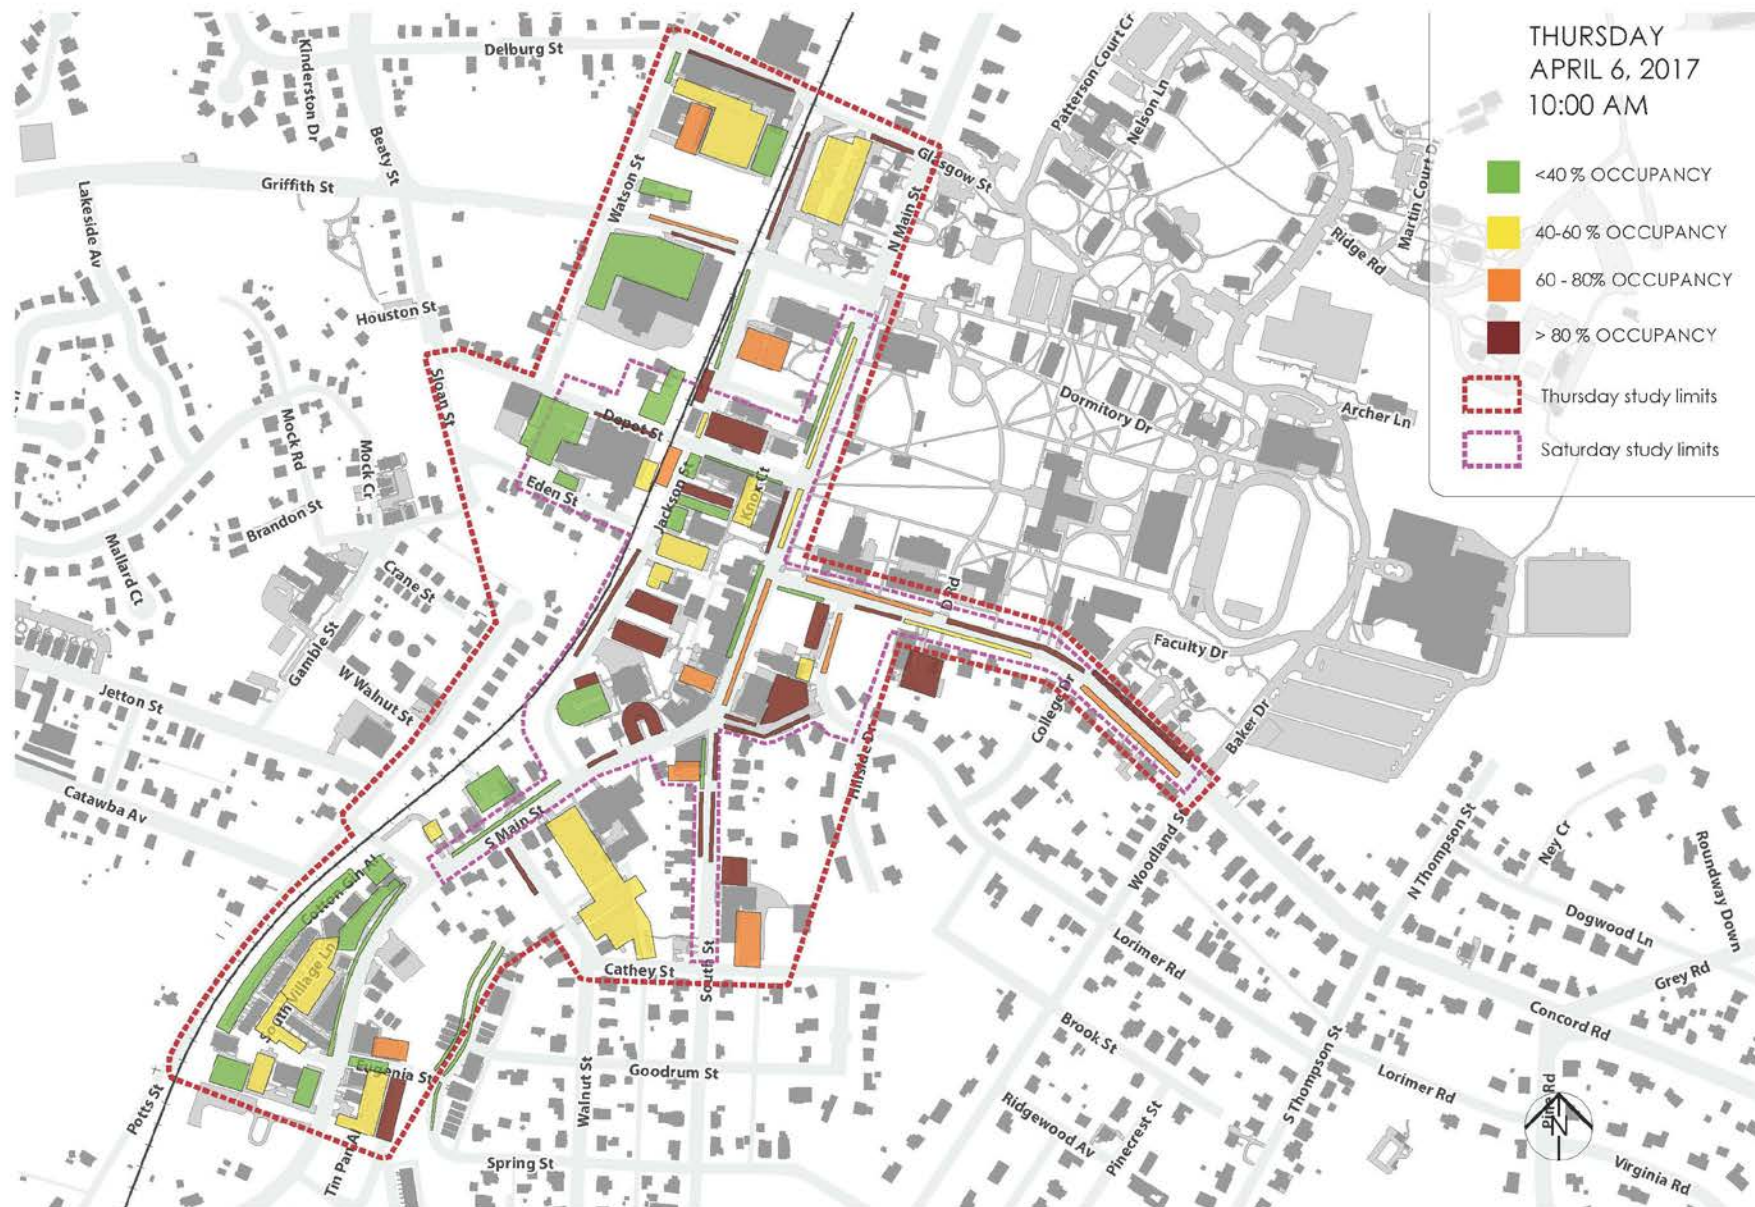 THURSDAY
APRIL 6, 2017
10:00 AM
<40 % OCCUPANCY
40-60 % OCCUPANCY
60 - 80% OCCUPANCY
> 80 % OCCUPANCY
Thursday study limits
Saturday study limits
Delburg St
Kinderston Dr
Beaty St
Patterson Court Cr
Nelson Ln
Martin Court Dr
Glasgow St
Griffith St
Watson St
N Main St
Lakeside Av
Ridge Rd
Houston St
Sloan St
Dormitory Dr
Archer Ln
Mock Rd
Mock Cr
Depot St
Eden St
Jackson St
Knox Ct
Brandon St
Mallard Ct
Crane St
D Rd
Gamble St
Faculty Dr
W Walnut St
Jetton St
College Dr
Baker Dr
Hillside Dr
Catawba Av
S Main St
Woodland St
N Thompson St
Ney Cr
Roundway Down
Cotton Gin Al
Dogwood Ln
South Village Ln
Lorimer Rd
Cathey St
South St
Grey Rd
Concord Rd
Brook St
Eugenia St
Goodrum St
Walnut St
S Thompson St
Lorimer Rd
Potts St
Ridgewood Av
Pine Rd
N
Tin Pan Al
Spring St
Pinecrest St
Virginia Rd